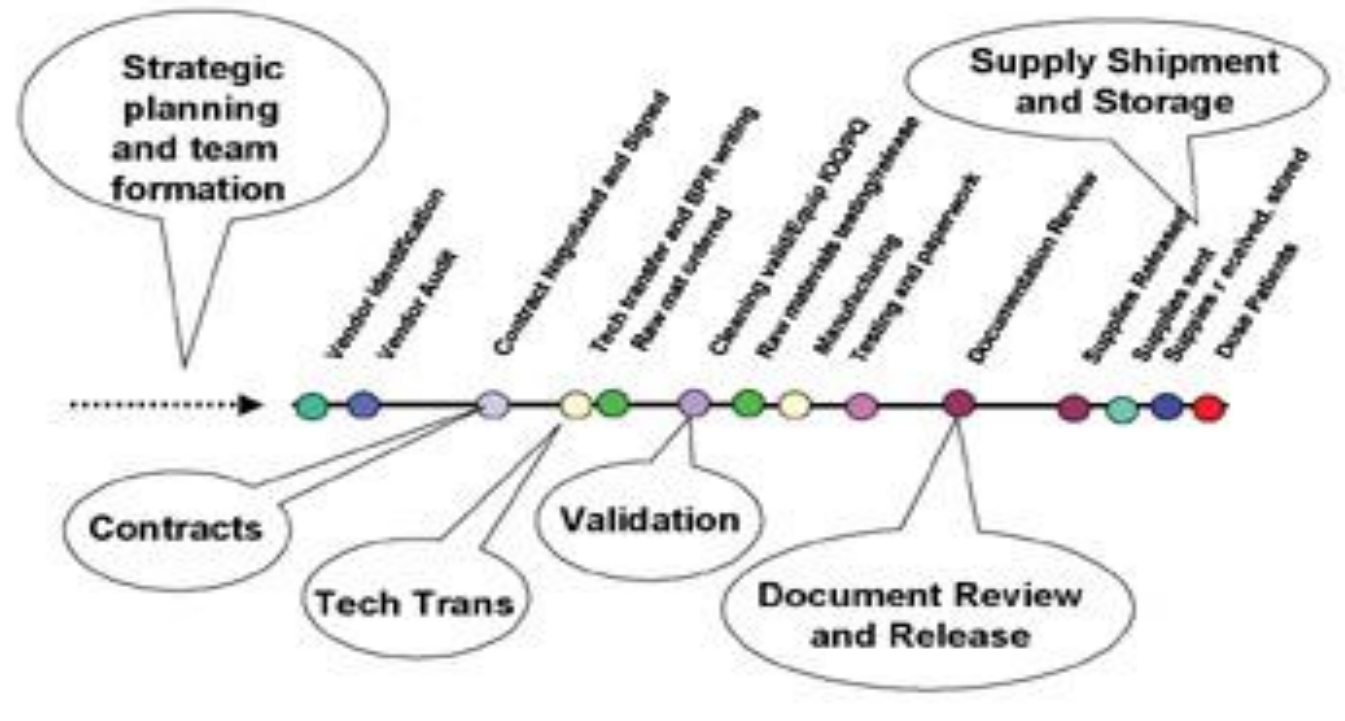 Strategic
planning
and team
formation
Supply Shipment
and Storage
Vendor Identification
Vendor Audit
Contract Negotiated and Signed
Tech transfer and BPR writing
Raw mat ordered
Cleaning valid/Equip IOQ/PQ
Raw materials testing/release
Manufacturing
Testing and paperwork
Documentation Review
Supplies Released
Supplies sent
Supplies r eceived, stored
Dose Patients
Contracts
Tech Trans
Validation
Document Review
and Release